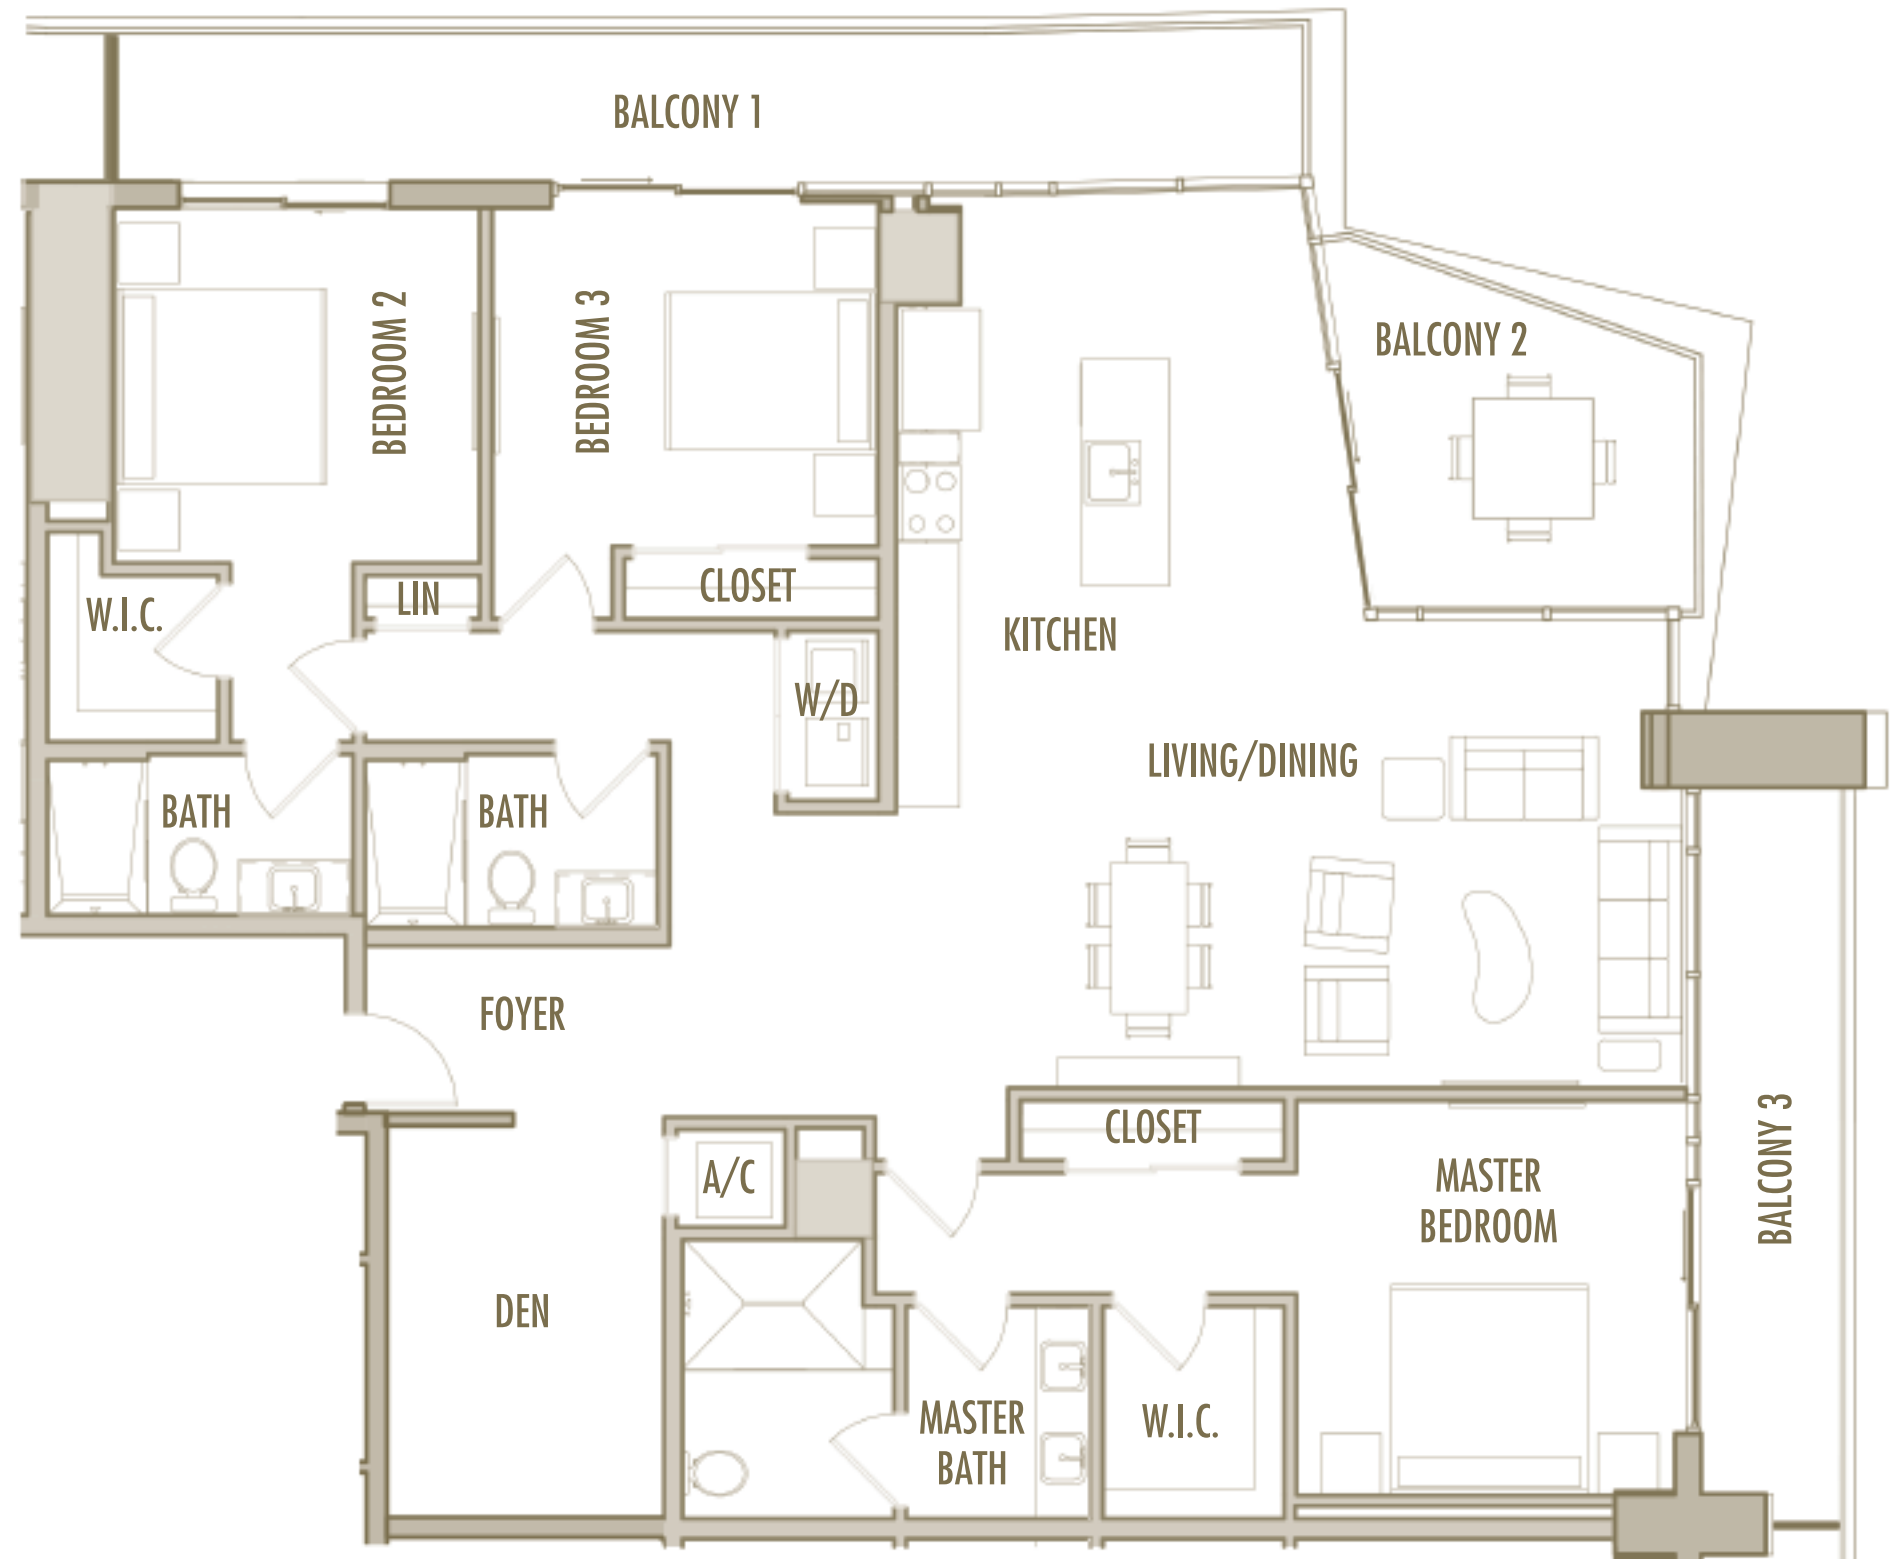 BALCONY 1
BEDROOM 2
BEDROOM 3
BALCONY 2
W.I.C.
LIN
CLOSET
KITCHEN
W/D
LIVING/DINING
BATH
BATH
FOYER
CLOSET
A/C
MASTER
BEDROOM
BALCONY 3
DEN
MASTER
BATH
W.I.C.